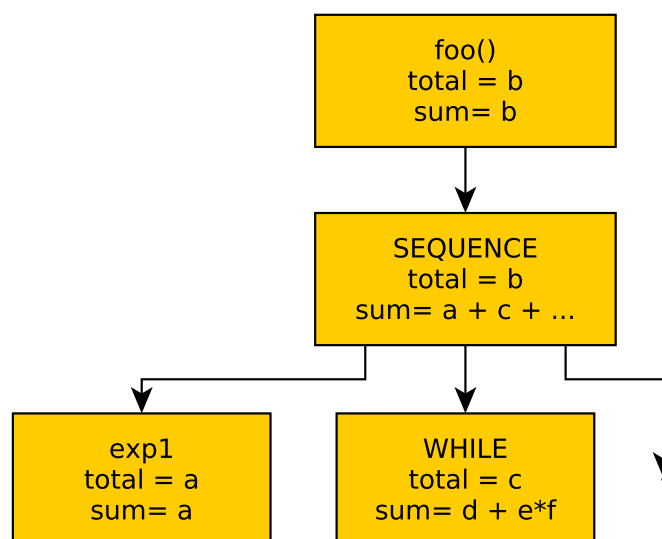 foo()
total = b
sum= b
SEQUENCE
total = b
sum= a + c + ...
exp1
total = a
sum= a
WHILE
total = c
sum= d + e*f